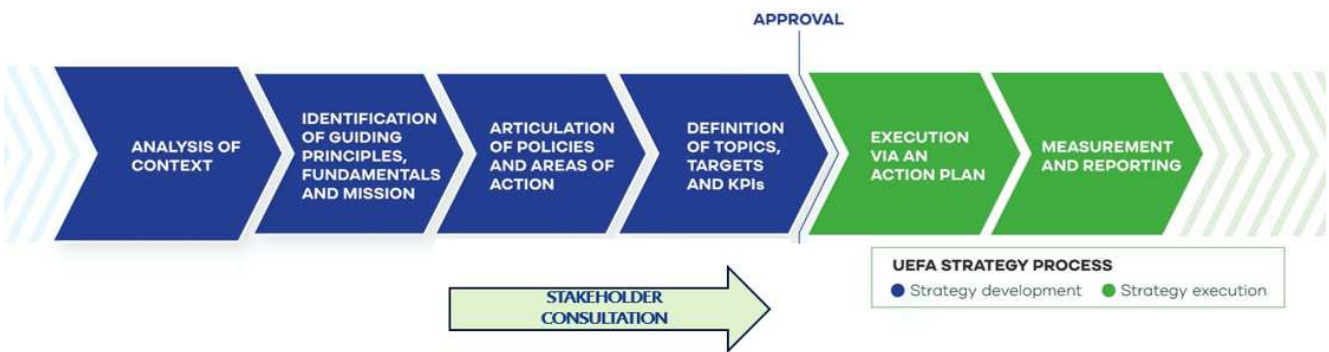 APPROVAL
ANALYSIS OF
CONTEXT
IDENTIFICATION
OF GUIDING
PRINCIPLES,
FUNDAMENTALS
AND MISSION
ARTICULATION
OF POLICIES
AND AREAS OF
ACTION
DEFINITION
OF TOPICS,
TARGETS
AND KPIs
EXECUTION
VIA AN
ACTION PLAN
MEASUREMENT
AND REPORTING
UEFA STRATEGY PROCESS
Strategy development Strategy execution
STAKEHOLDER
CONSULTATION